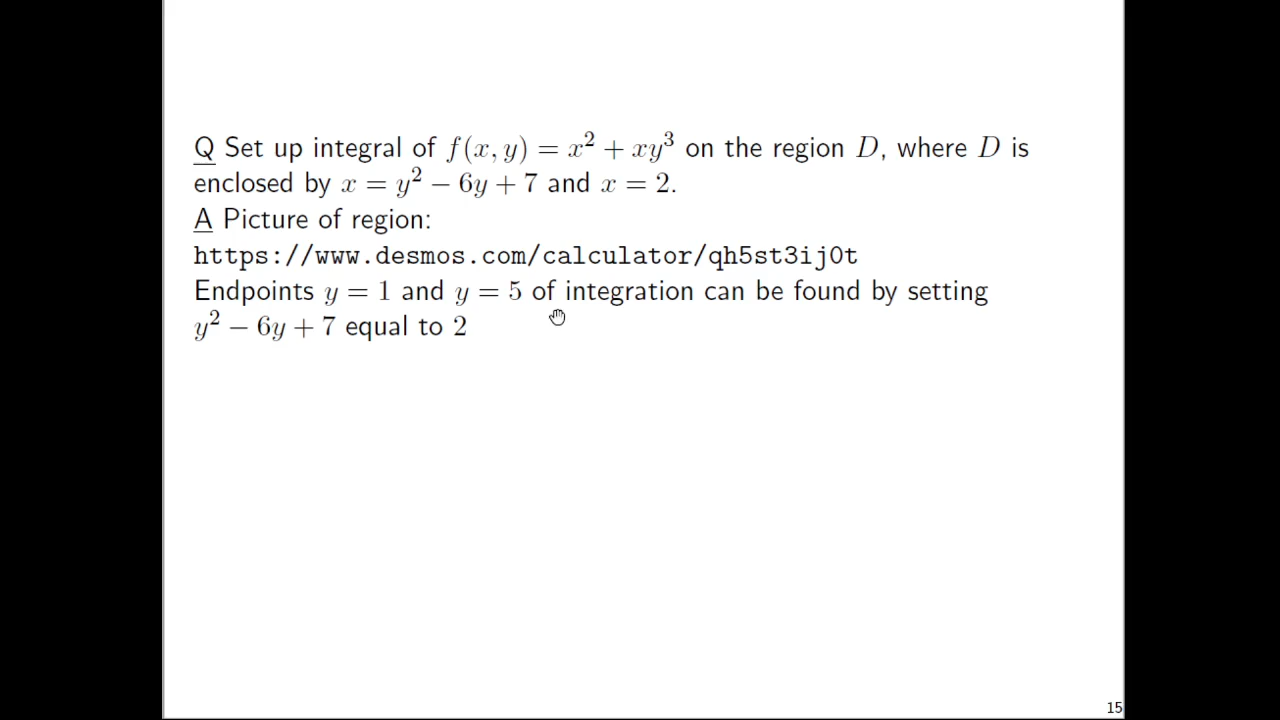 Q Set up integral of f(x, y) = x² + xy³ on the region D, where D is
enclosed by x = y² − 6y + 7 and x = 2.
A Picture of region:
https://www.desmos.com/calculator/qh5st3ij0t
Endpoints y = 1 and y = 5 of integration can be found by setting
y² − 6y + 7 equal to 2
15